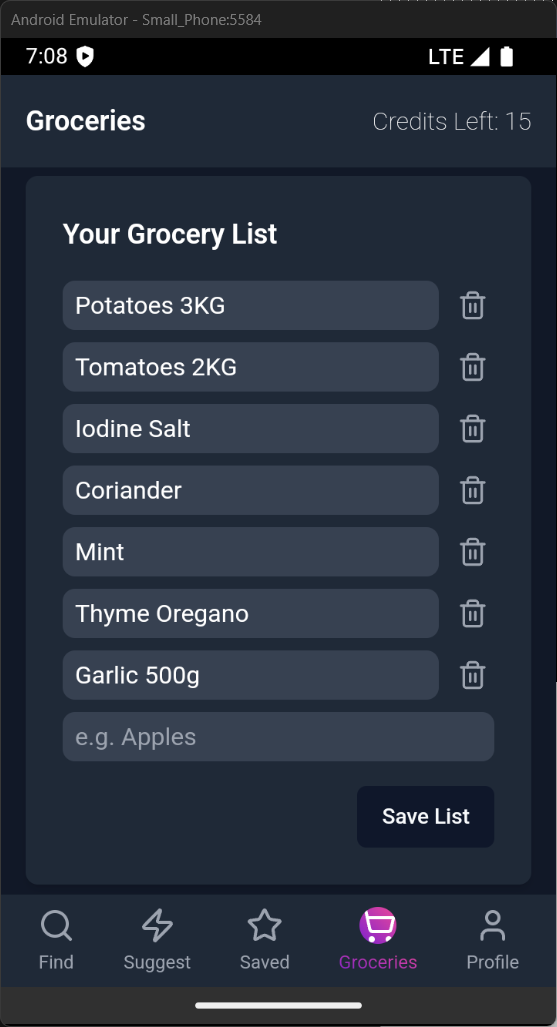 Android Emulator - Small_Phone:5584
7:08
LTE
Groceries
Credits Left: 15
Your Grocery List
Potatoes 3KG
Tomatoes 2KG
Iodine Salt
Coriander
Mint
Thyme Oregano
Garlic 500g
e.g. Apples
Save List
Find
Suggest
Saved
Groceries
Profile